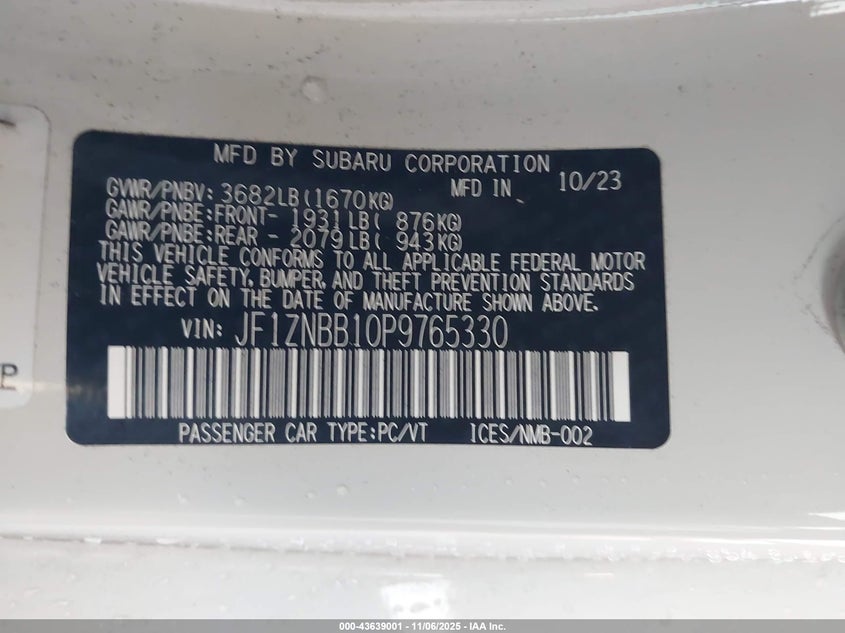 MFD BY SUBARU CORPORATION
GVWR/PNBV: 3682LB(1670KG) MFD IN 10/23
GAWR/PNBE:FRONT- 1931LB( 876KG)
GAWR/PNBE:REAR - 2079LB( 943KG)
THIS VEHICLE CONFORMS TO ALL APPLICABLE FEDERAL MOTOR
VEHICLE SAFETY, BUMPER, AND THEFT PREVENTION STANDARDS
IN EFFECT ON THE DATE OF MANUFACTURE SHOWN ABOVE.
VIN: JF1ZNBB10P9765330
PASSENGER CAR TYPE:PC/VT ICES/NMB-002
P
000-43639001 - 11/06/2025 - IAA Inc.